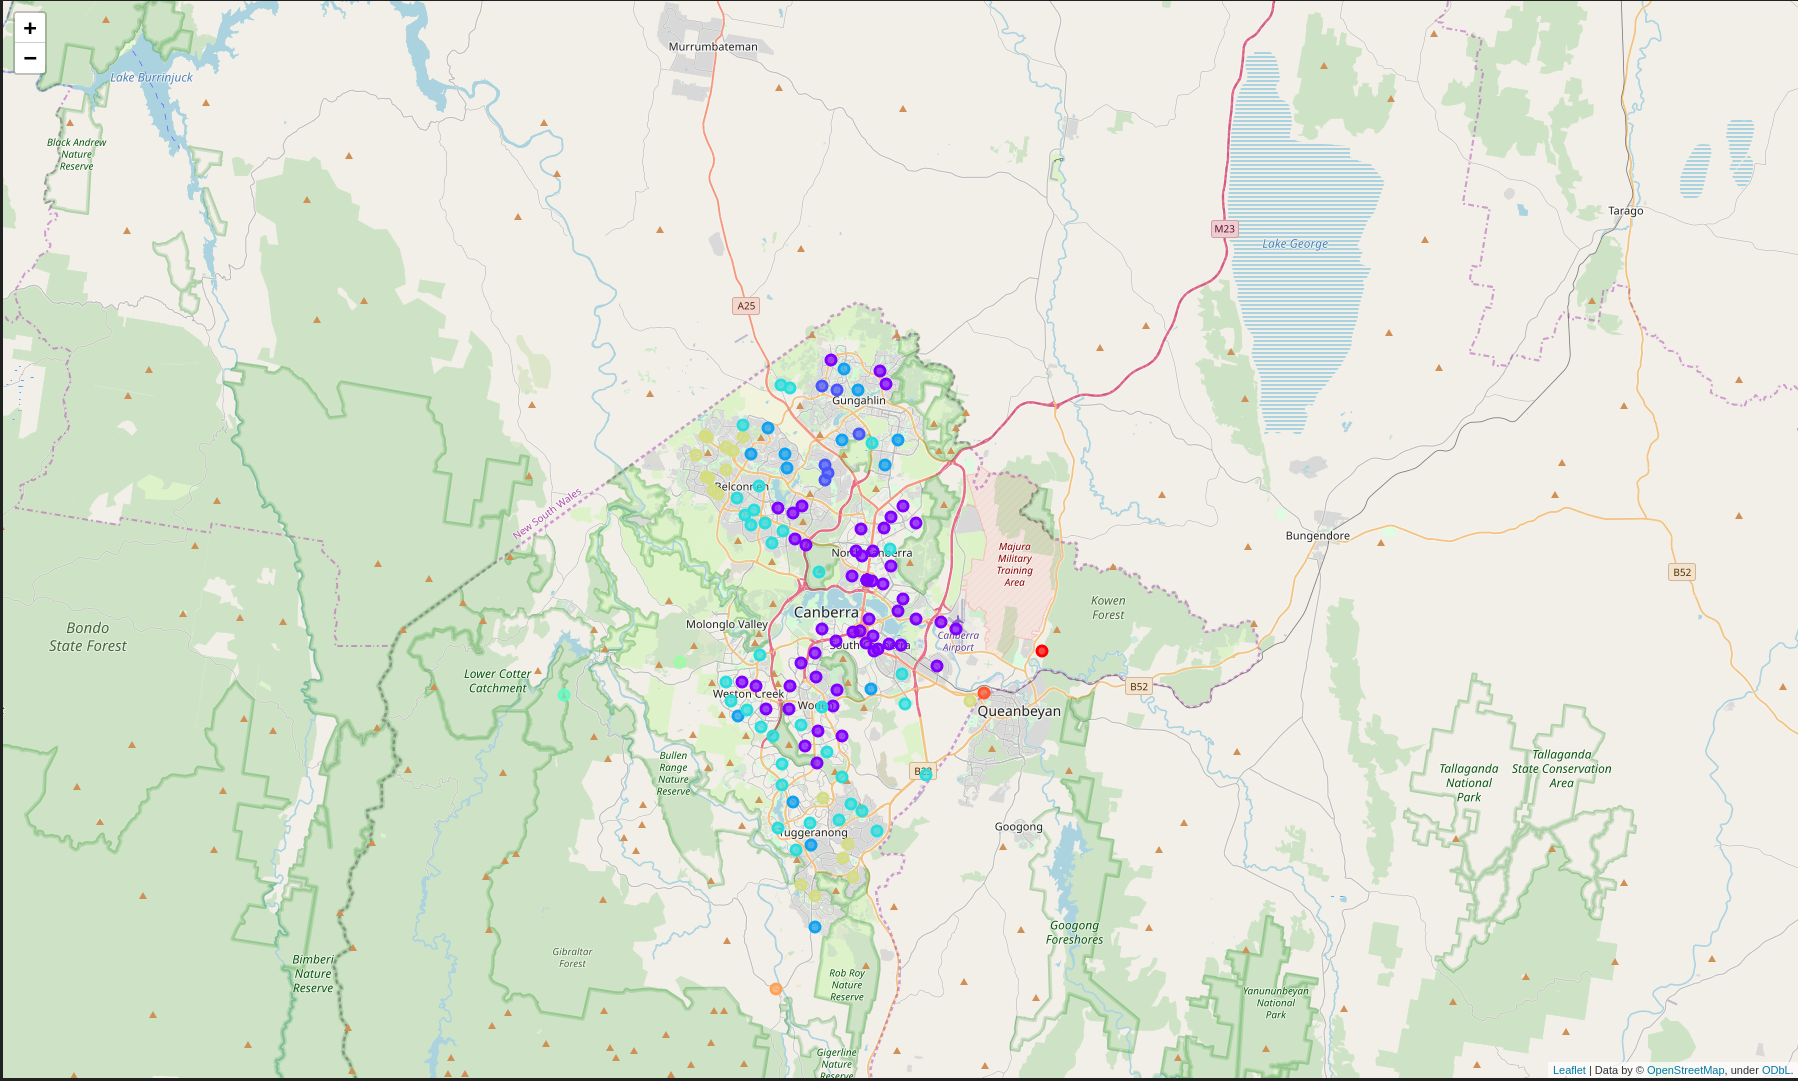 +
−
Murrumbateman
Lake Burrinjuck
Black Andrew
Nature
Reserve
Tarago
M23
Lake George
A25
Gungahlin
Belconnen
New South Wales
Bungendore
North Canberra
Majura
Military
Training
Area
B52
Kowen
Forest
Canberra
Molonglo Valley
Bondo
State Forest
Canberra
Airport
South Canberra
Lower Cotter
Catchment
B52
Weston Creek
Woden
Queanbeyan
Bullen
Range
Nature
Reserve
B23
Tallaganda
National
Park
Tallaganda
State Conservation
Area
Googong
Tuggeranong
Googong
Foreshores
Gibraltar
Forest
Bimberi
Nature
Reserve
Rob Roy
Nature
Reserve
Yanununbeyan
National
Park
Gigerline
Nature
Reserve
Leaflet | Data by © OpenStreetMap, under ODbL.